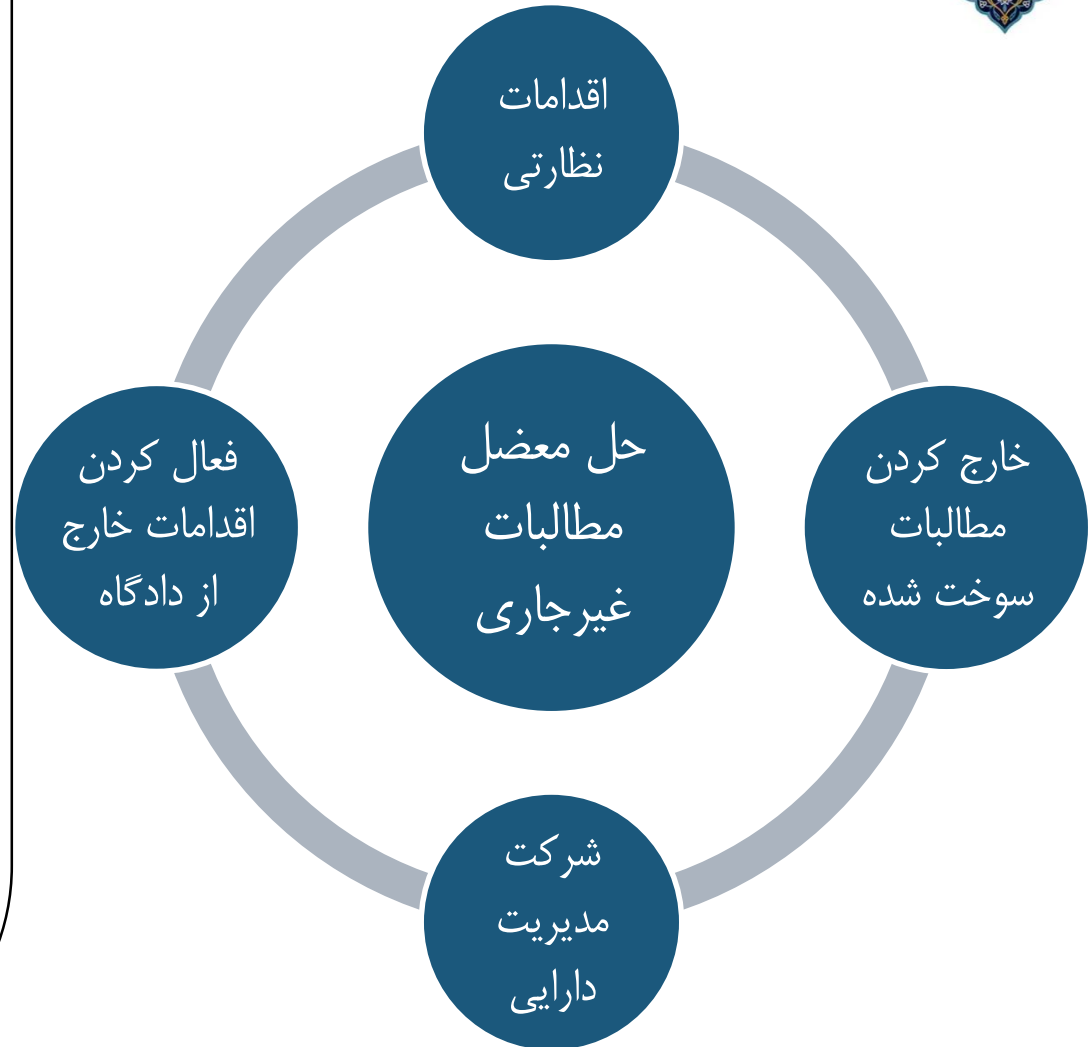 اقدامات
نظارتی
حل معضل
مطالبات
غیرجاری
خارج کردن
مطالبات
سوخت شده
شرکت
مدیریت
دارایی
فعال کردن
اقدامات خارج
از دادگاه